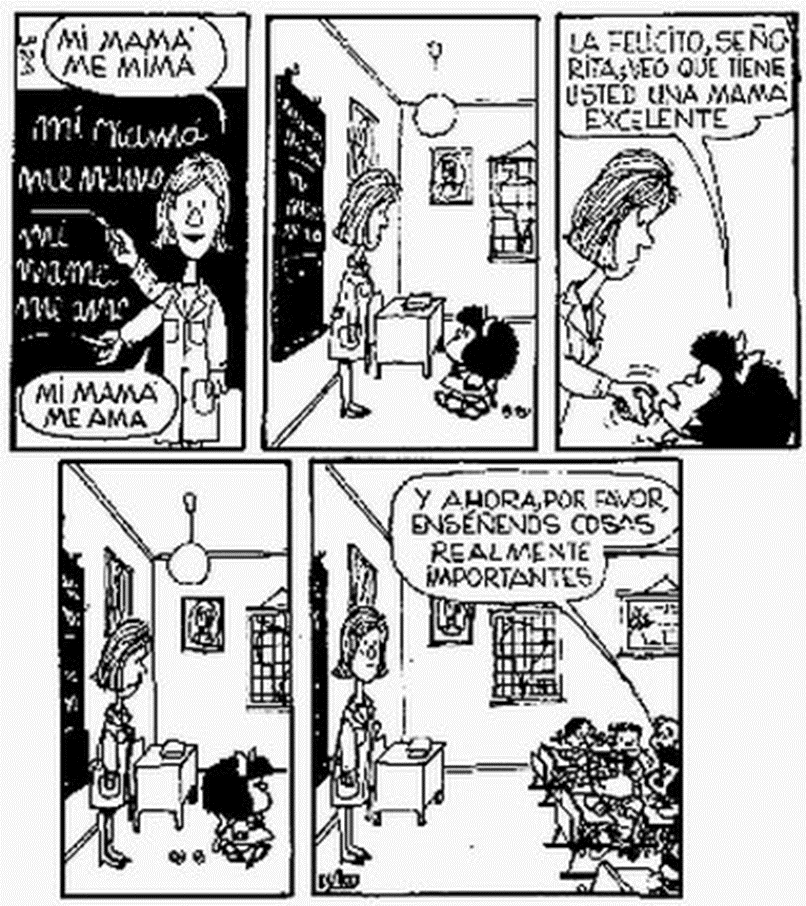 MI MAMÁ
ME MIMA
mi mamá
me mima
mi
mama
me ama
MI MAMÁ
ME AMA
LA FELICITO, SEÑO
RITA; VEO QUE TIENE
USTED UNA MAMÁ
EXCELENTE
Y AHORA, POR FAVOR,
ENSÉÑENOS COSAS
REALMENTE
IMPORTANTES